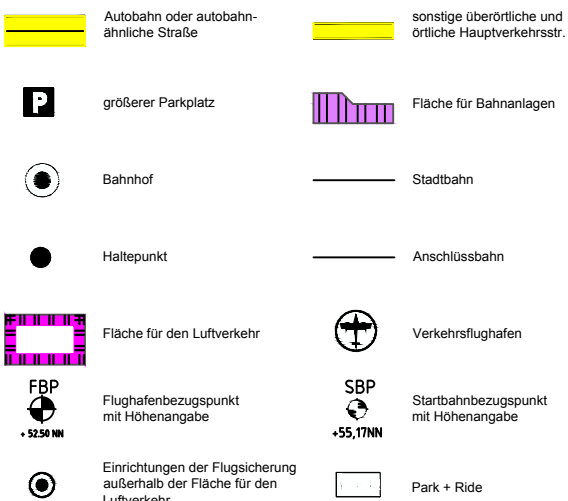 Autobahn oder autobahn-
ähnliche Straße
sonstige überörtliche und
örtliche Hauptverkehrsstr.
P
größerer Parkplatz
Fläche für Bahnanlagen
Bahnhof
Stadtbahn
Haltepunkt
Anschlüssbahn
Fläche für den Luftverkehr
Verkehrsflughafen
FBP
+ 52.50 NN
Flughafenbezugspunkt
mit Höhenangabe
SBP
+55,17NN
Startbahnbezugspunkt
mit Höhenangabe
Einrichtungen der Flugsicherung
außerhalb der Fläche für den
Luftverkehr
Park + Ride